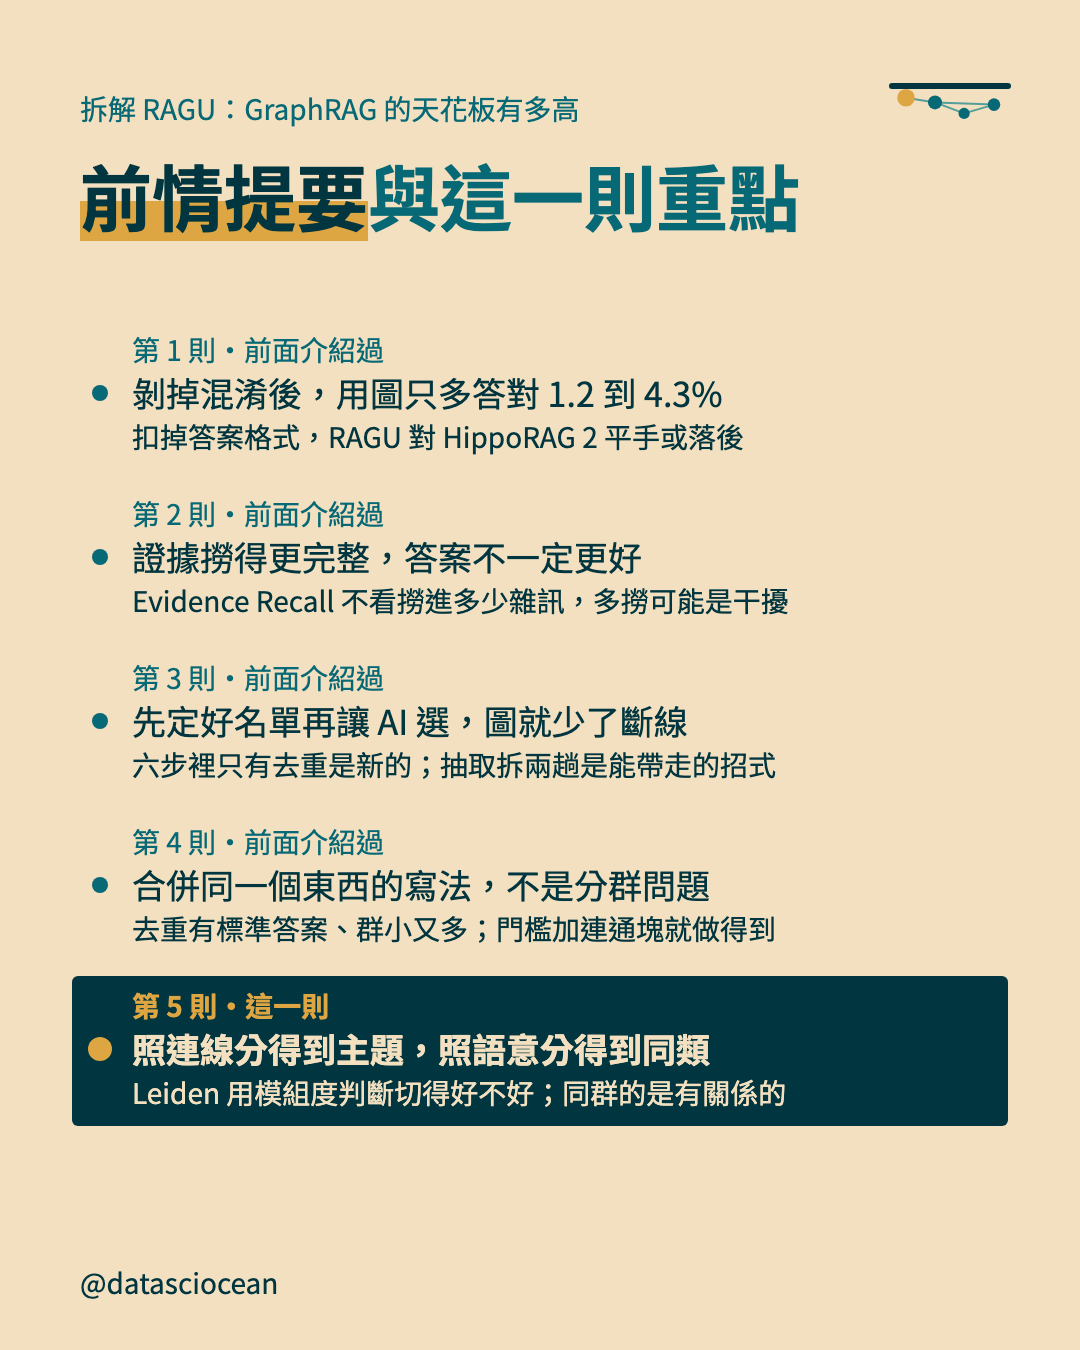 拆解 RAGU：GraphRAG 的天花板有多高
前情提要與這一則重點
第 1 則・前面介紹過
剝掉混淆後，用圖只多答對 1.2 到 4.3%
扣掉答案格式，RAGU 對 HippoRAG 2 平手或落後
第 2 則・前面介紹過
證據撈得更完整，答案不一定更好
Evidence Recall 不看撈進多少雜訊，多撈可能是干擾
第 3 則・前面介紹過
先定好名單再讓 AI 選，圖就少了斷線
六步裡只有去重是新的；抽取拆兩趟是能帶走的招式
第 4 則・前面介紹過
合併同一個東西的寫法，不是分群問題
去重有標準答案、群小又多；門檻加連通塊就做得到
第 5 則・這一則
照連線分得到主題，照語意分得到同類
Leiden 用模組度判斷切得好不好；同群的是有關係的
@datasciocean